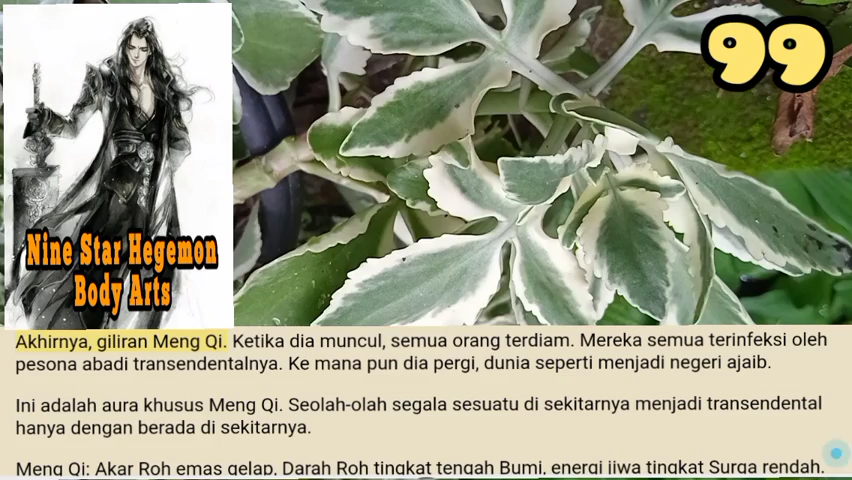 99
Nine Star Hegemon
Body Arts
Akhirnya, giliran Meng Qi. Ketika dia muncul, semua orang terdiam. Mereka semua terinfeksi oleh
pesona abadi transendentalnya. Ke mana pun dia pergi, dunia seperti menjadi negeri ajaib.
Ini adalah aura khusus Meng Qi. Seolah-olah segala sesuatu di sekitarnya menjadi transendental
hanya dengan berada di sekitarnya.
Meng Qi: Akar Roh emas gelap, Darah Roh tingkat tengah Bumi, energi jiwa tingkat Surga rendah.